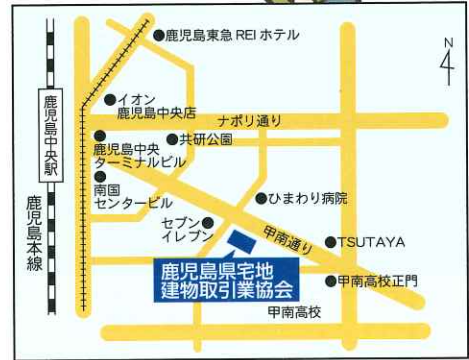 鹿児島東急 REI ホテル
N
イオン
鹿児島中央店
ナポリ通り
鹿児島中央駅
鹿児島中央
ターミナルビル
共研公園
南国
センタービル
ひまわり病院
鹿児島本線
セブン
イレブン
甲南通り
TSUTAYA
鹿児島県宅地
建物取引業協会
甲南高校正門
甲南高校